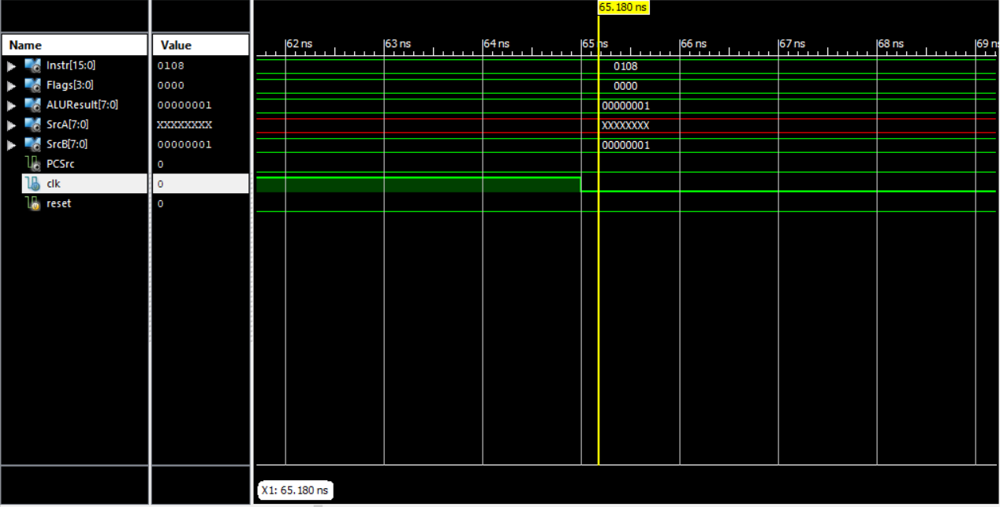 65.180 ns
Name Value 62 ns 63 ns 64 ns 65 ns 66 ns 67 ns 68 ns 69 n
Instr[15:0] 0108 0108
Flags[3:0] 0000 0000
ALUResult[7:0] 00000001 00000001
SrcA[7:0] XXXXXXXX XXXXXXXX
SrcB[7:0] 00000001 00000001
PCSrc 0
clk 0
reset 0
X1: 65.180 ns